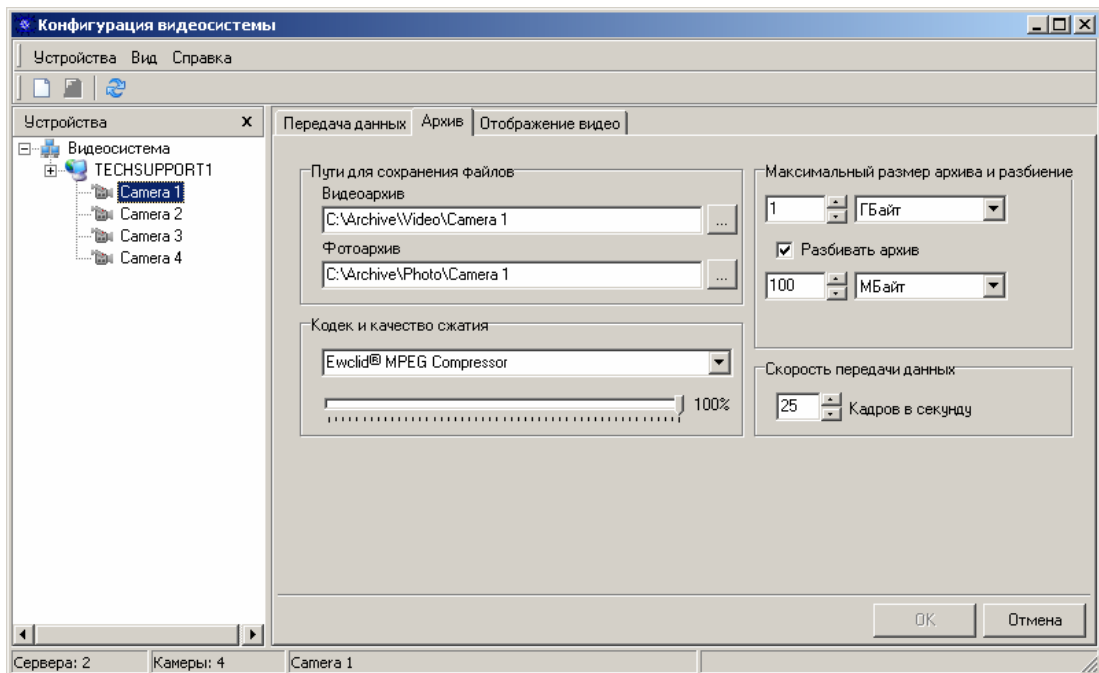 Конфигурация видеосистемы
Устройства Вид Справка
Устройства x
Видеосистема
TECHSUPPORT1
Camera 1
Camera 2
Camera 3
Camera 4
Передача данных Архив Отображение видео
Пути для сохранения файлов
Видеоархив
C:\Archive\Video\Camera 1 ...
Фотоархив
C:\Archive\Photo\Camera 1 ...
Кодек и качество сжатия
Ewclid® MPEG Compressor
100%
Максимальный размер архива и разбиение
1 ГБайт
Разбивать архив
100 МБайт
Скорость передачи данных
25 Кадров в секунду
OK Отмена
Сервера: 2 Камеры: 4 Camera 1